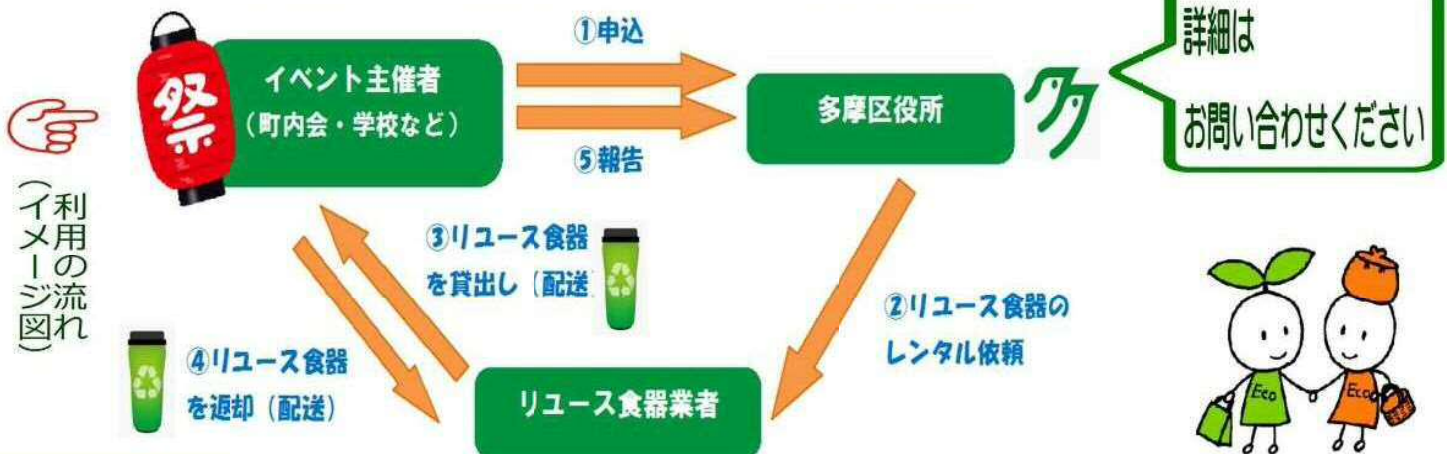 詳細は
お問い合わせください
①申込
祭
イベント主催者
(町内会・学校など)
多摩区役所
⑤報告
利用の流れ
(イメージ図)
③リユース食器
を貸出し(配送
②リユース食器の
レンタル依頼
④リユース食器
を返却(配送)
リユース食器業者
Eco
Eco